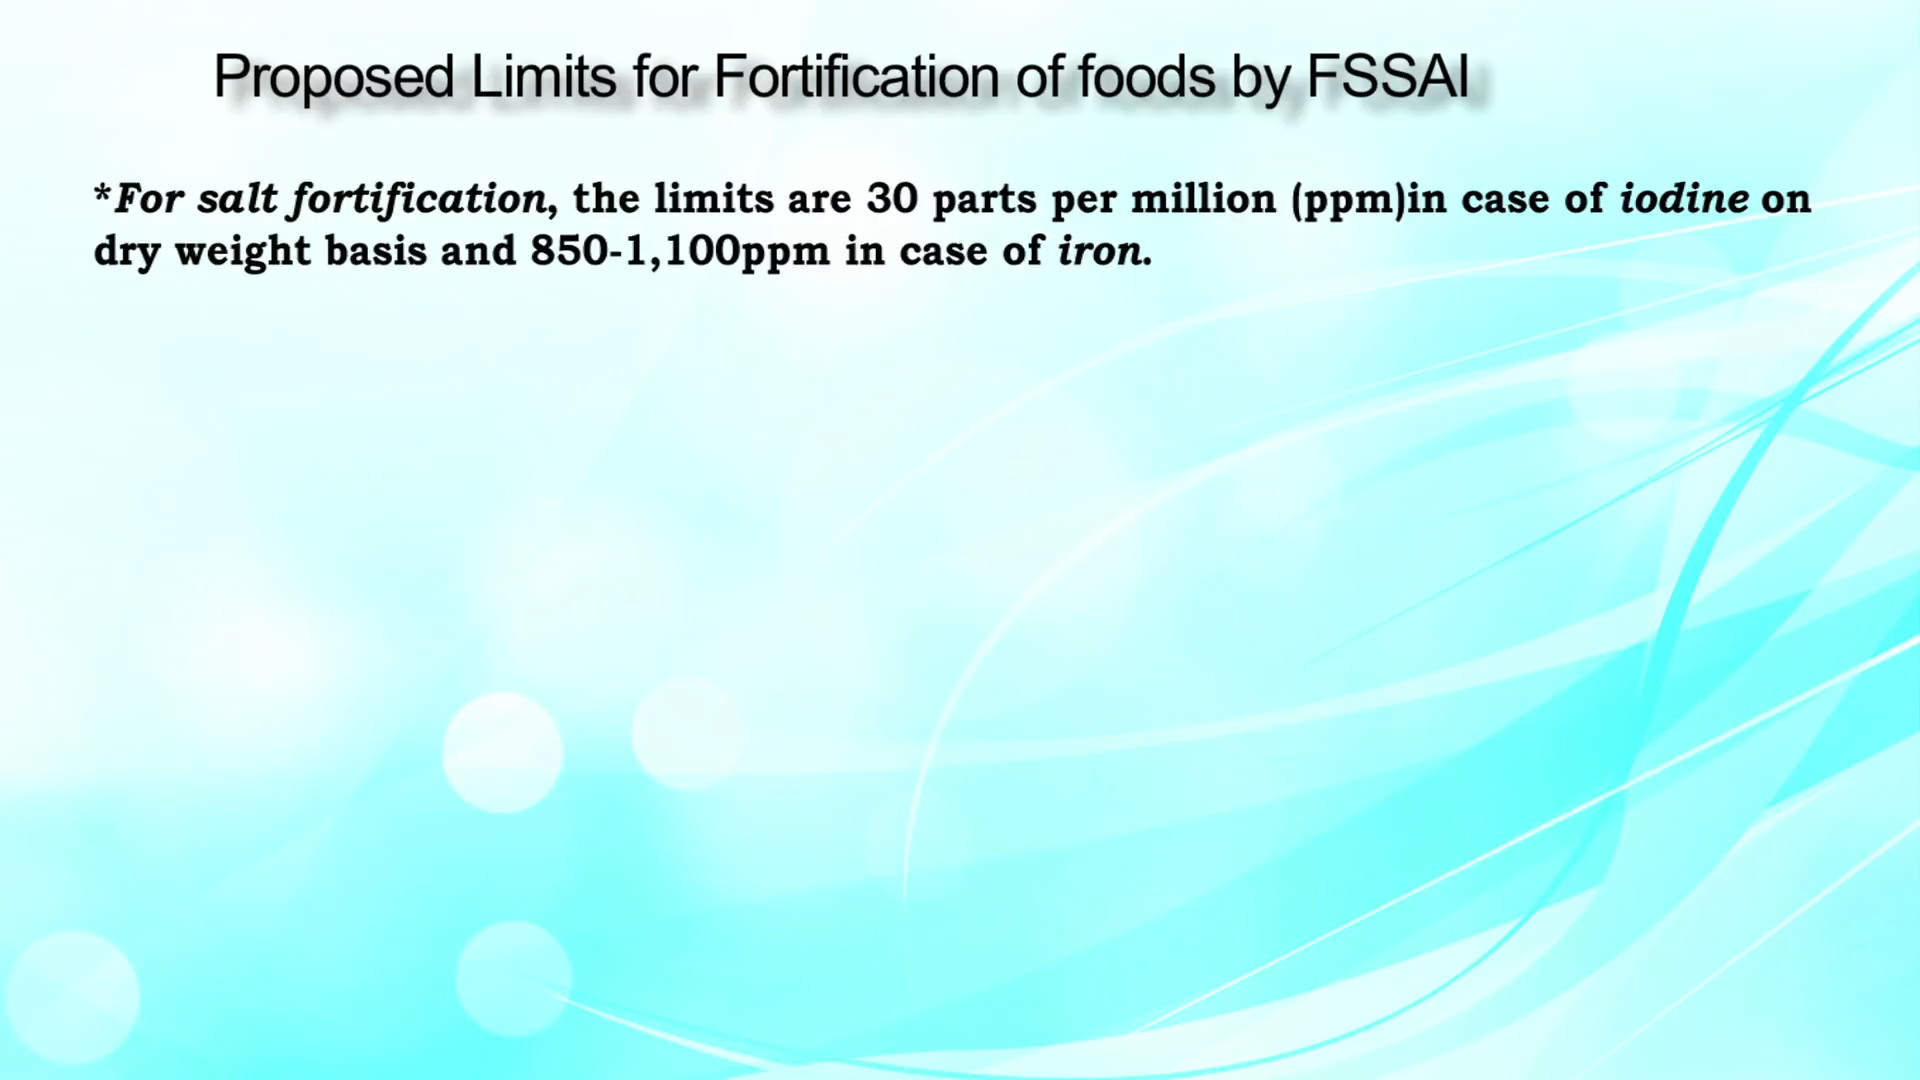 Proposed Limits for Fortification of foods by FSSAI
*For salt fortification, the limits are 30 parts per million (ppm)in case of iodine on
dry weight basis and 850-1,100ppm in case of iron.